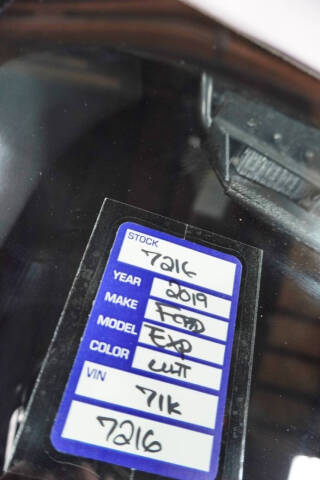 STOCK
7216
YEAR 2019
MAKE FORD
MODEL EXP
COLOR WHT
VIN 71K
7216